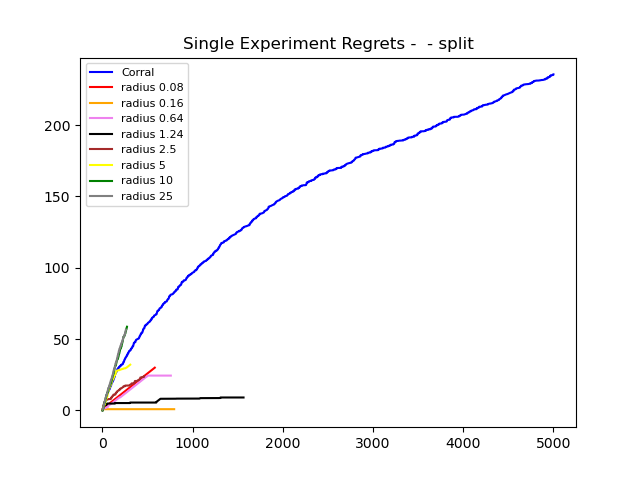 Single Experiment Regrets -  - split
Corral
radius 0.08
radius 0.16
radius 0.64
radius 1.24
radius 2.5
radius 5
radius 10
radius 25
200
150
100
50
0
0 1000 2000 3000 4000 5000